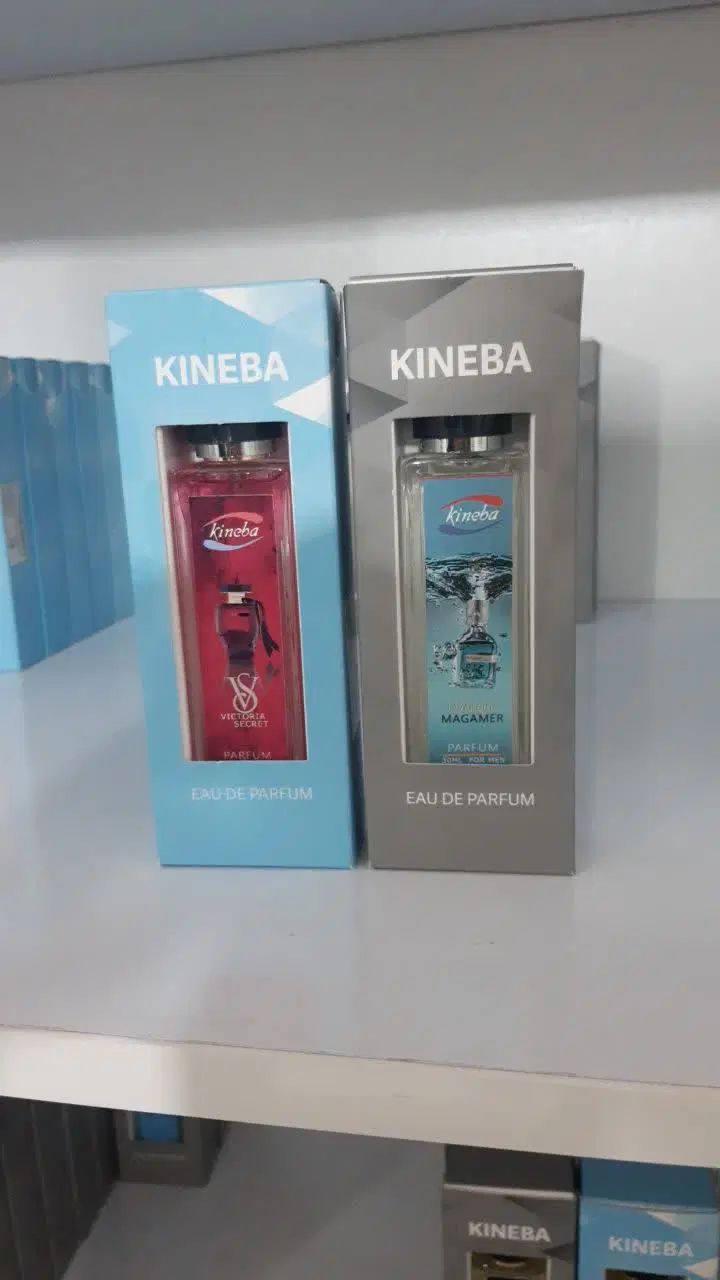 KINEBA
kineba
VS
VICTORIA
SECRET
PARFUM
EAU DE PARFUM
KINEBA
kineba
MAGAMER
PARFUM
50ML FOR MEN
EAU DE PARFUM
KINEBA
KINEBA